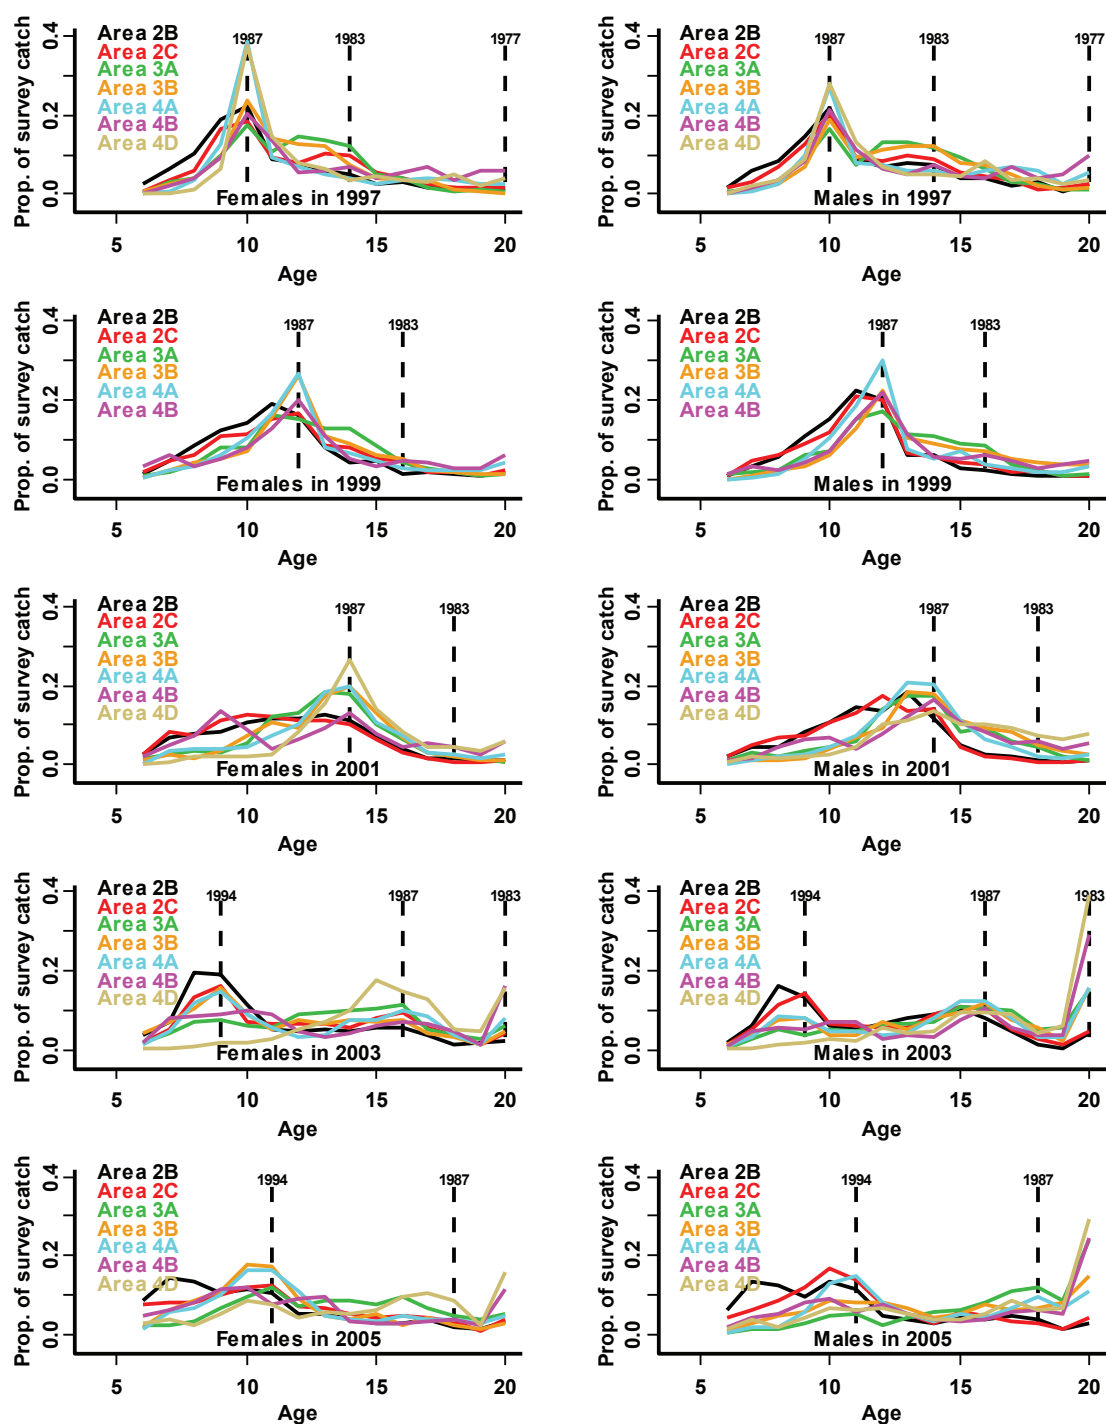 Prop. of survey catch
0.0 0.2 0.4
Area 2B
Area 2C
Area 3A
Area 3B
Area 4A
Area 4B
Area 4D
1987 1983 1977
Females in 1997
5 10 15 20
Age
Prop. of survey catch
0.0 0.2 0.4
Area 2B
Area 2C
Area 3A
Area 3B
Area 4A
Area 4B
Area 4D
1987 1983 1977
Males in 1997
5 10 15 20
Age
Prop. of survey catch
0.0 0.2 0.4
Area 2B
Area 2C
Area 3A
Area 3B
Area 4A
Area 4B
1987 1983
Females in 1999
5 10 15 20
Age
Prop. of survey catch
0.0 0.2 0.4
Area 2B
Area 2C
Area 3A
Area 3B
Area 4A
Area 4B
1987 1983
Males in 1999
5 10 15 20
Age
Prop. of survey catch
0.0 0.2 0.4
Area 2B
Area 2C
Area 3A
Area 3B
Area 4A
Area 4B
Area 4D
1987 1983
Females in 2001
5 10 15 20
Age
Prop. of survey catch
0.0 0.2 0.4
Area 2B
Area 2C
Area 3A
Area 3B
Area 4A
Area 4B
Area 4D
1987 1983
Males in 2001
5 10 15 20
Age
Prop. of survey catch
0.0 0.2 0.4
Area 2B
Area 2C
Area 3A
Area 3B
Area 4A
Area 4B
Area 4D
1994 1987 1983
Females in 2003
5 10 15 20
Age
Prop. of survey catch
0.0 0.2 0.4
Area 2B
Area 2C
Area 3A
Area 3B
Area 4A
Area 4B
Area 4D
1994 1987 1983
Males in 2003
5 10 15 20
Age
Prop. of survey catch
0.0 0.2 0.4
Area 2B
Area 2C
Area 3A
Area 3B
Area 4A
Area 4B
Area 4D
1994 1987
Females in 2005
5 10 15 20
Age
Prop. of survey catch
0.0 0.2 0.4
Area 2B
Area 2C
Area 3A
Area 3B
Area 4A
Area 4B
Area 4D
1994 1987
Males in 2005
5 10 15 20
Age